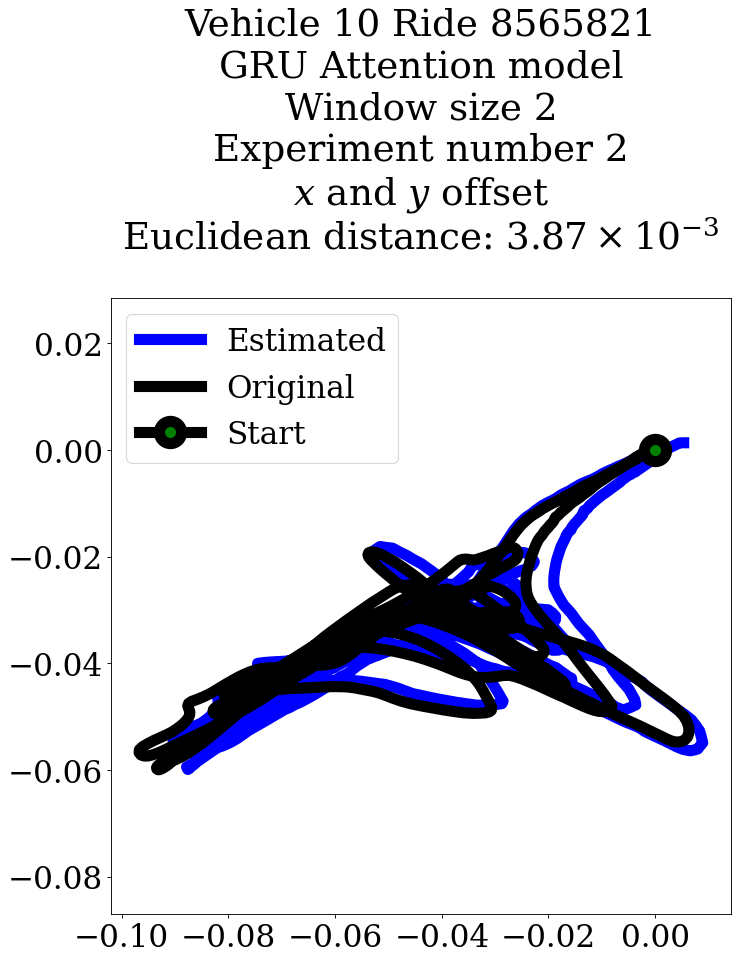 Vehicle 10 Ride 8565821
GRU Attention model
Window size 2
Experiment number 2
x and y offset
Euclidean distance: 3.87 × 10⁻³
Estimated
Original
Start
0.02
0.00
−0.02
−0.04
−0.06
−0.08
−0.10 −0.08 −0.06 −0.04 −0.02 0.00